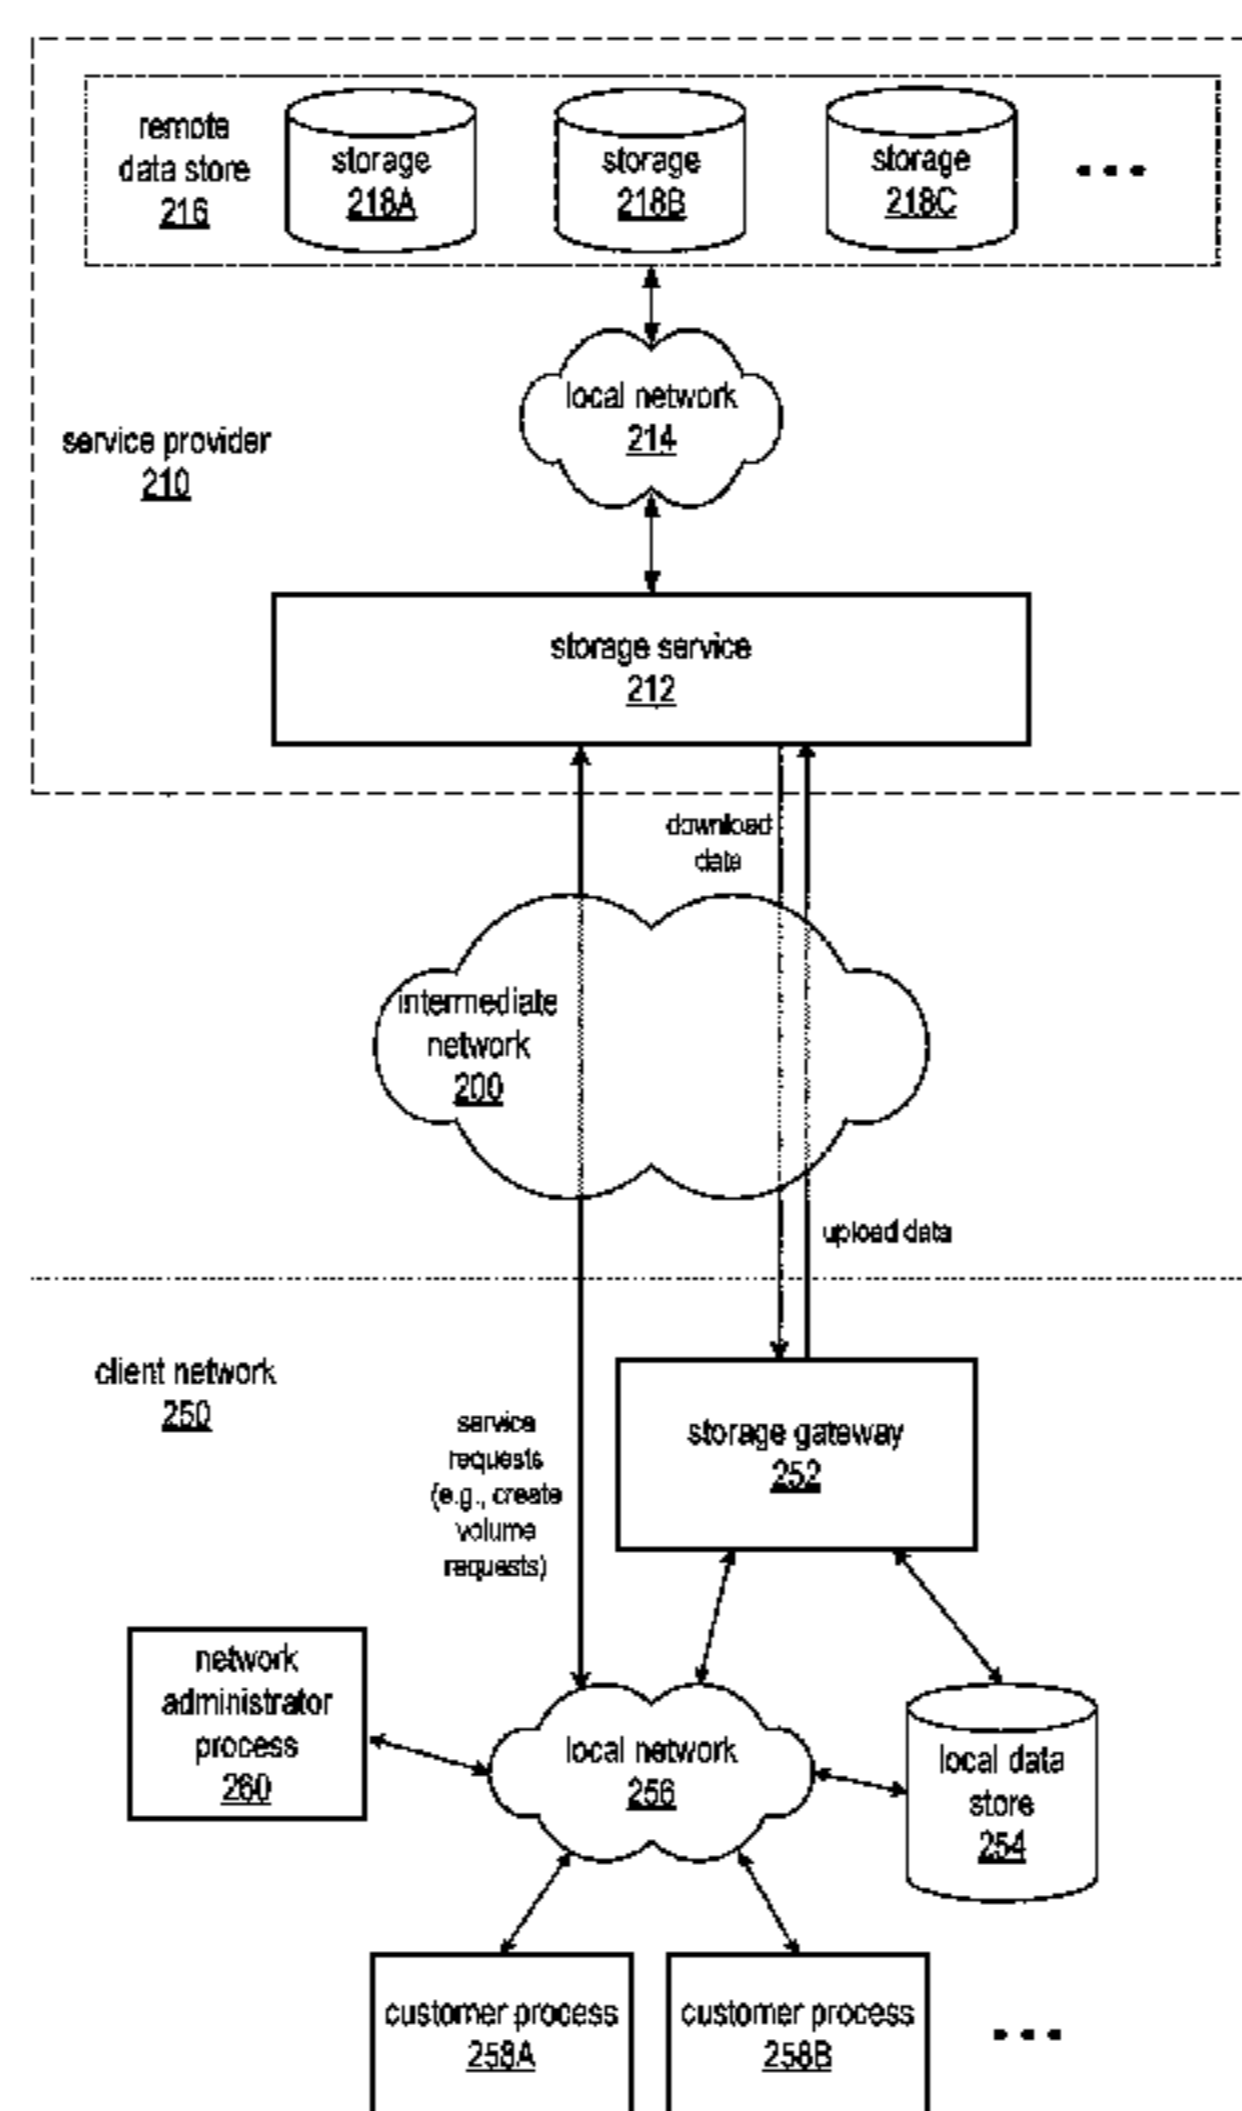 remote
data store
216
storage
218A
storage
218B
storage
218C
local network
214
service provider
210
storage service
212
download
data
intermediate
network
200
upload data
client network
250
service
requests
(e.g., create
volume
requests)
storage gateway
252
network
administrator
process
260
local network
256
local data
store
254
customer process
258A
customer process
258B